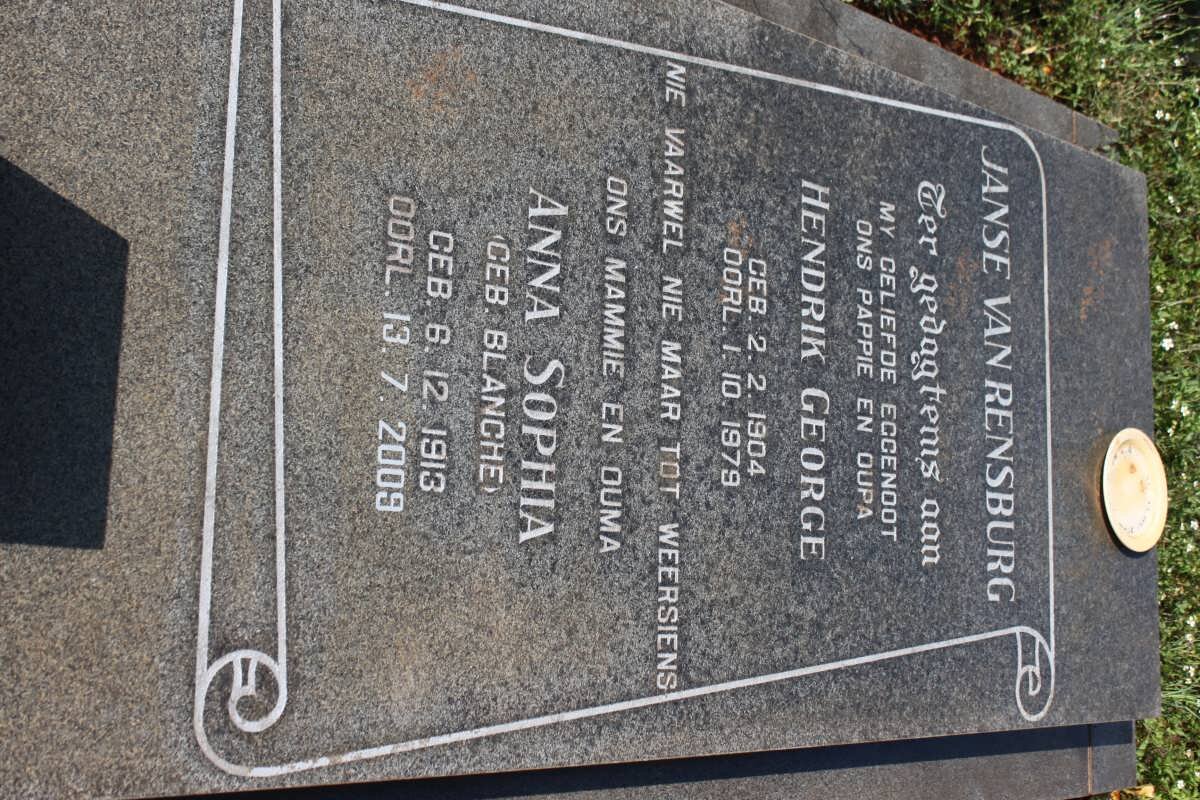 JANSE VAN RENSBURG
Ter gedagtenis aan
MY GELIEFDE EGGENOOT
ONS PAPPIE EN OUPA
HENDRIK GEORGE
GEB. 2. 2. 1904
OORL. 1. 10. 1979
NIE VAARWEL NIE MAAR TOT WEERSIENS.
ONS MAMMIE EN OUMA
ANNA SOPHIA
(GEB. BLANCHE)
GEB. 6. 12. 1913
OORL. 13. 7. 2009